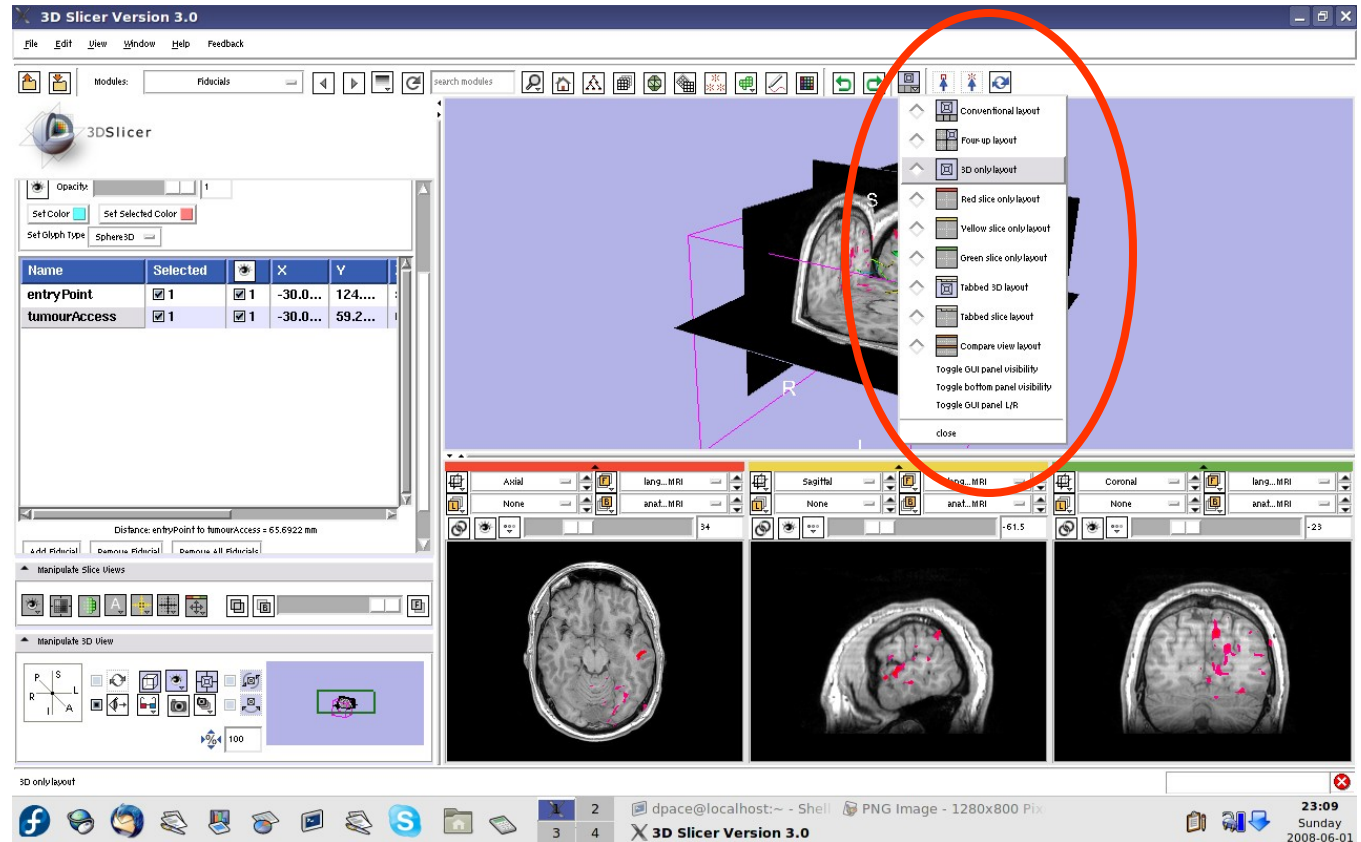 3D Slicer Version 3.0
File Edit View Window Help Feedback
Modules: Fiducials search modules
3DSlicer
Opacity: 1
Set Color Set Selected Color
Set Glyph Type Sphere3D
Name Selected X Y
entryPoint 1 1 -30.0... 124....
tumourAccess 1 1 -30.0... 59.2...
Distance: entryPoint to tumourAccess = 65.6922 mm
Add Fiducial Remove Fiducial Remove All Fiducials
Manipulate Slice Views
Manipulate 3D View
P S
R L
I A
% 100
S
R
Conventional layout
Four-up layout
3D only layout
Red slice only layout
Yellow slice only layout
Green slice only layout
Tabbed 3D layout
Tabbed slice layout
Compare view layout
Toggle GUI panel visibility
Toggle bottom panel visibility
Toggle GUI panel L/R
close
Axial lang...MRI
None anat...MRI
34
Sagittal lang...MRI
None anat...MRI
-61.5
Coronal lang...MRI
None anat...MRI
-23
3D only layout
1 2
3 4
dpace@localhost:~ - Shell
PNG Image - 1280x800 Pix
3D Slicer Version 3.0
23:09
Sunday
2008-06-01